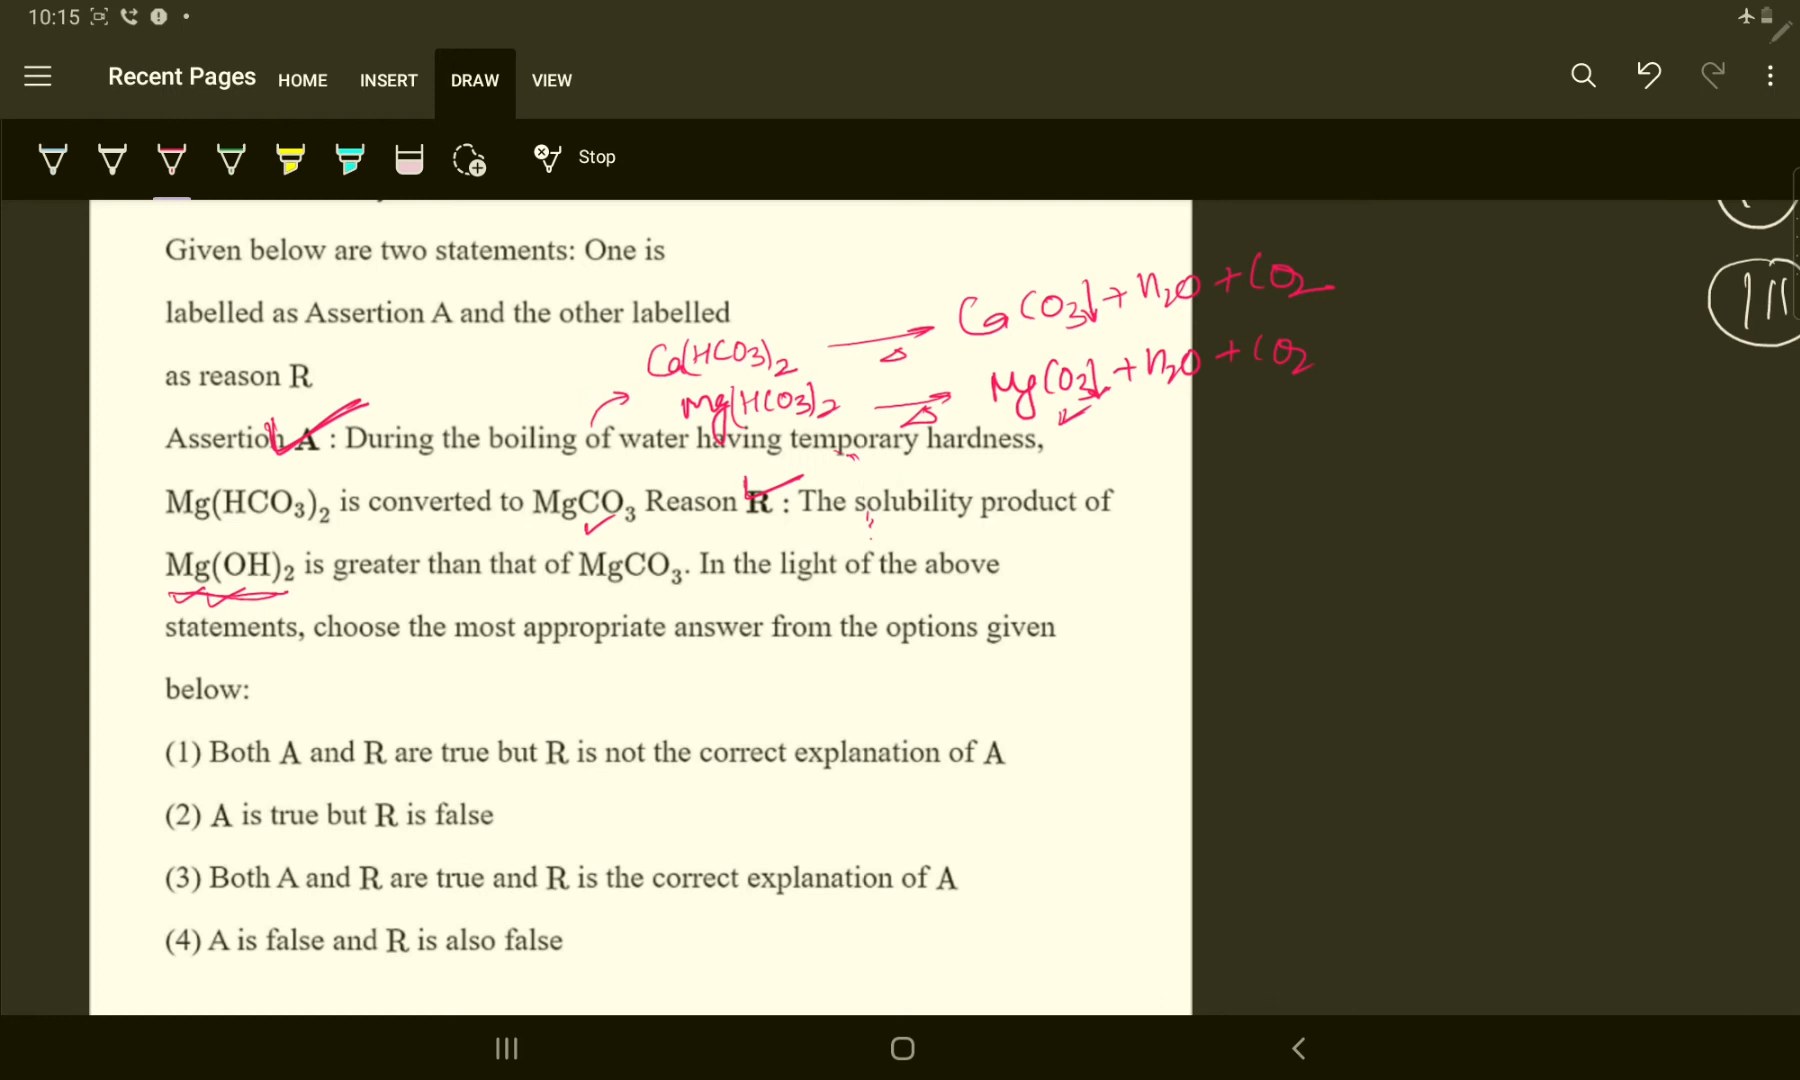 10:15
Recent Pages HOME INSERT DRAW VIEW
Stop
Given below are two statements: One is
labelled as Assertion A and the other labelled
as reason R
Ca(HCO3)2 →Δ CaCO3↓ + H2O + CO2
Mg(HCO3)2 →Δ MgCO3↓ + H2O + CO2
Assertion A : During the boiling of water having temporary hardness,
Mg(HCO₃)₂ is converted to MgCO₃ Reason R : The solubility product of
Mg(OH)₂ is greater than that of MgCO₃. In the light of the above
statements, choose the most appropriate answer from the options given
below:
(1) Both A and R are true but R is not the correct explanation of A
(2) A is true but R is false
(3) Both A and R are true and R is the correct explanation of A
(4) A is false and R is also false